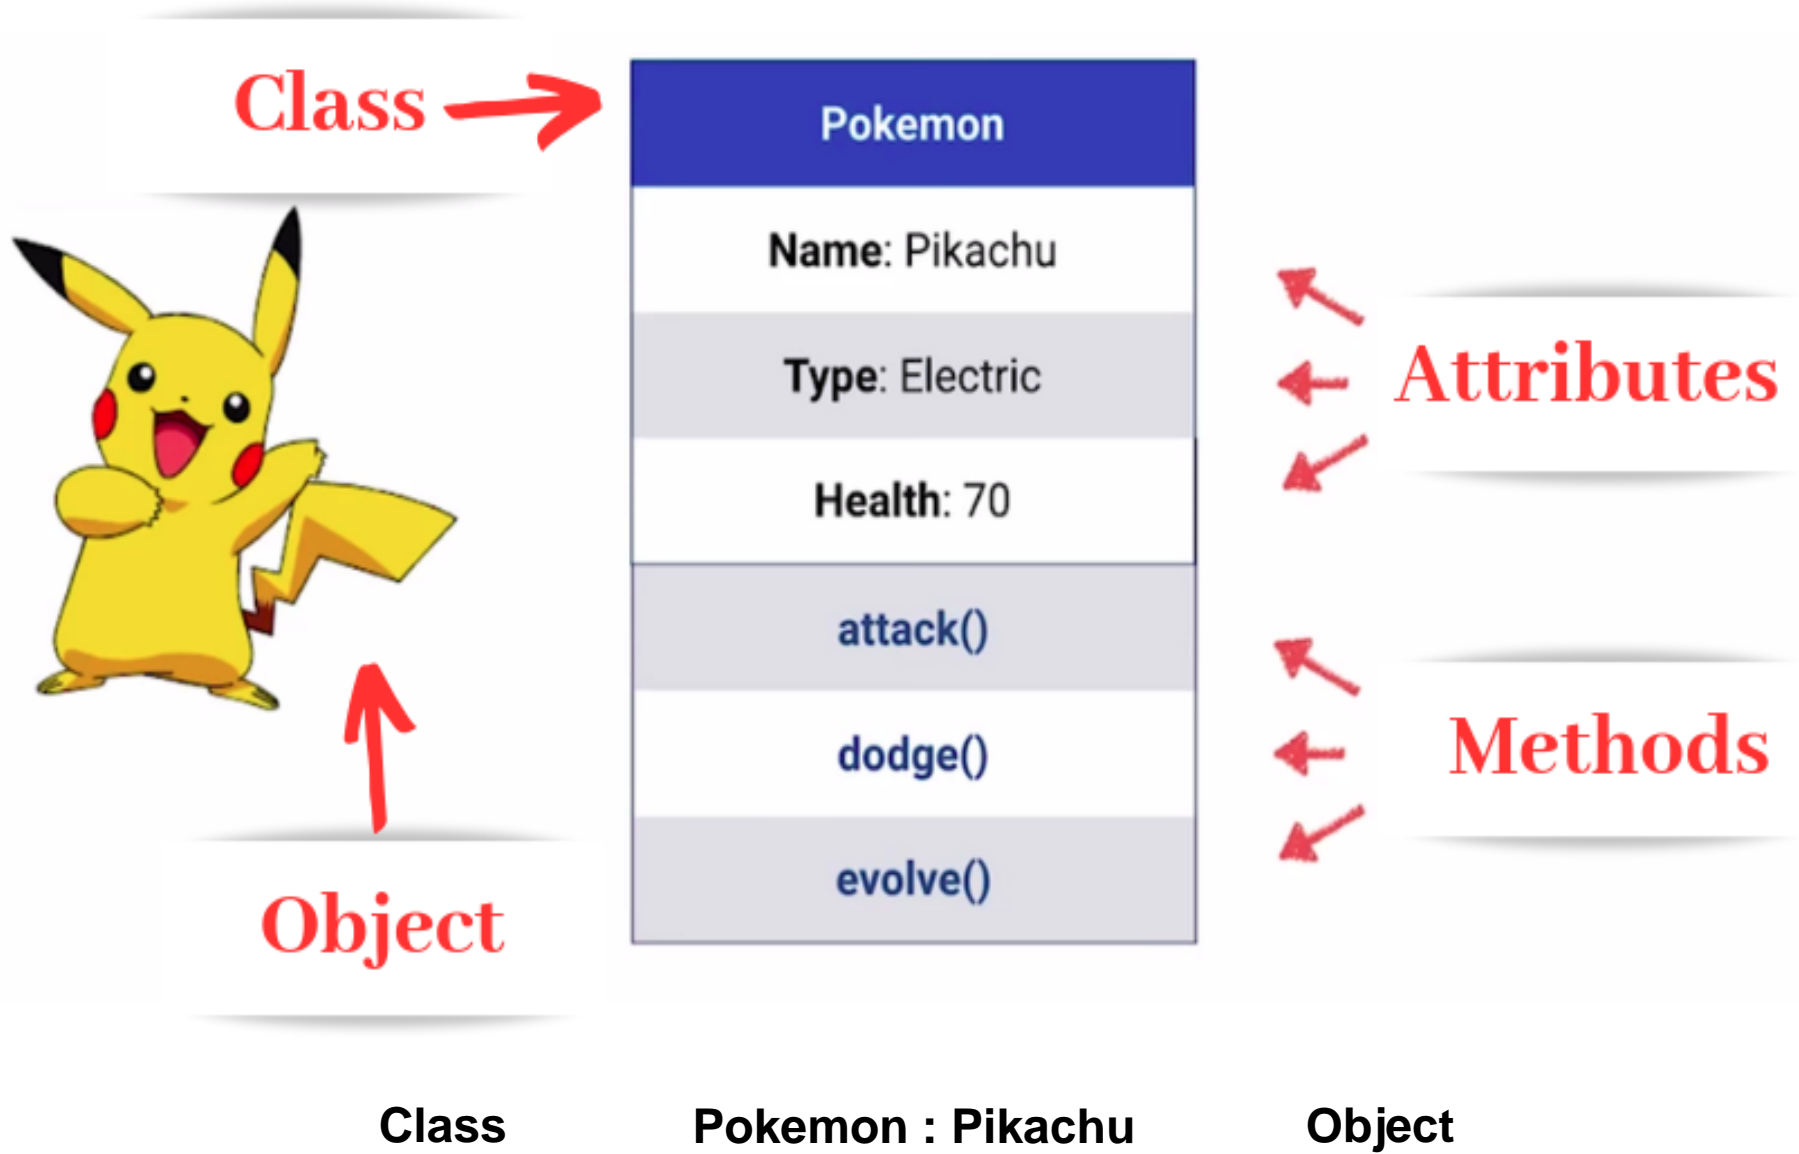 Class
Pokemon
Name: Pikachu
Type: Electric
Health: 70
attack()
dodge()
evolve()
Attributes
Methods
Object
Class Pokemon : Pikachu Object